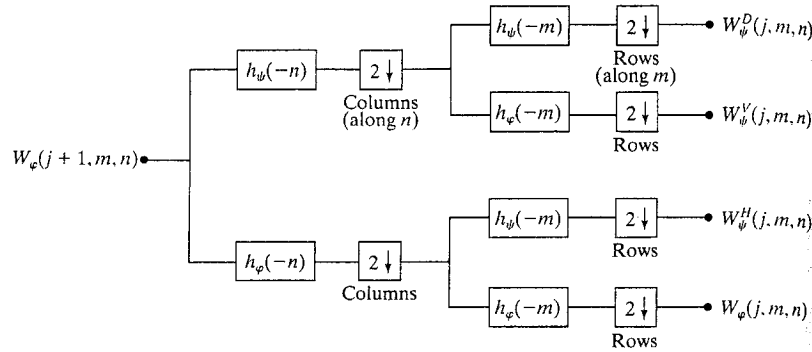 h_ψ(−m)
2↓
W_ψ^D(j, m, n)
Rows
(along m)
h_ψ(−n)
2↓
Columns
(along n)
h_φ(−m)
2↓
W_ψ^V(j, m, n)
Rows
W_φ(j + 1, m, n)
h_ψ(−m)
2↓
W_ψ^H(j, m, n)
Rows
h_φ(−n)
2↓
Columns
h_φ(−m)
2↓
W_φ(j, m, n)
Rows